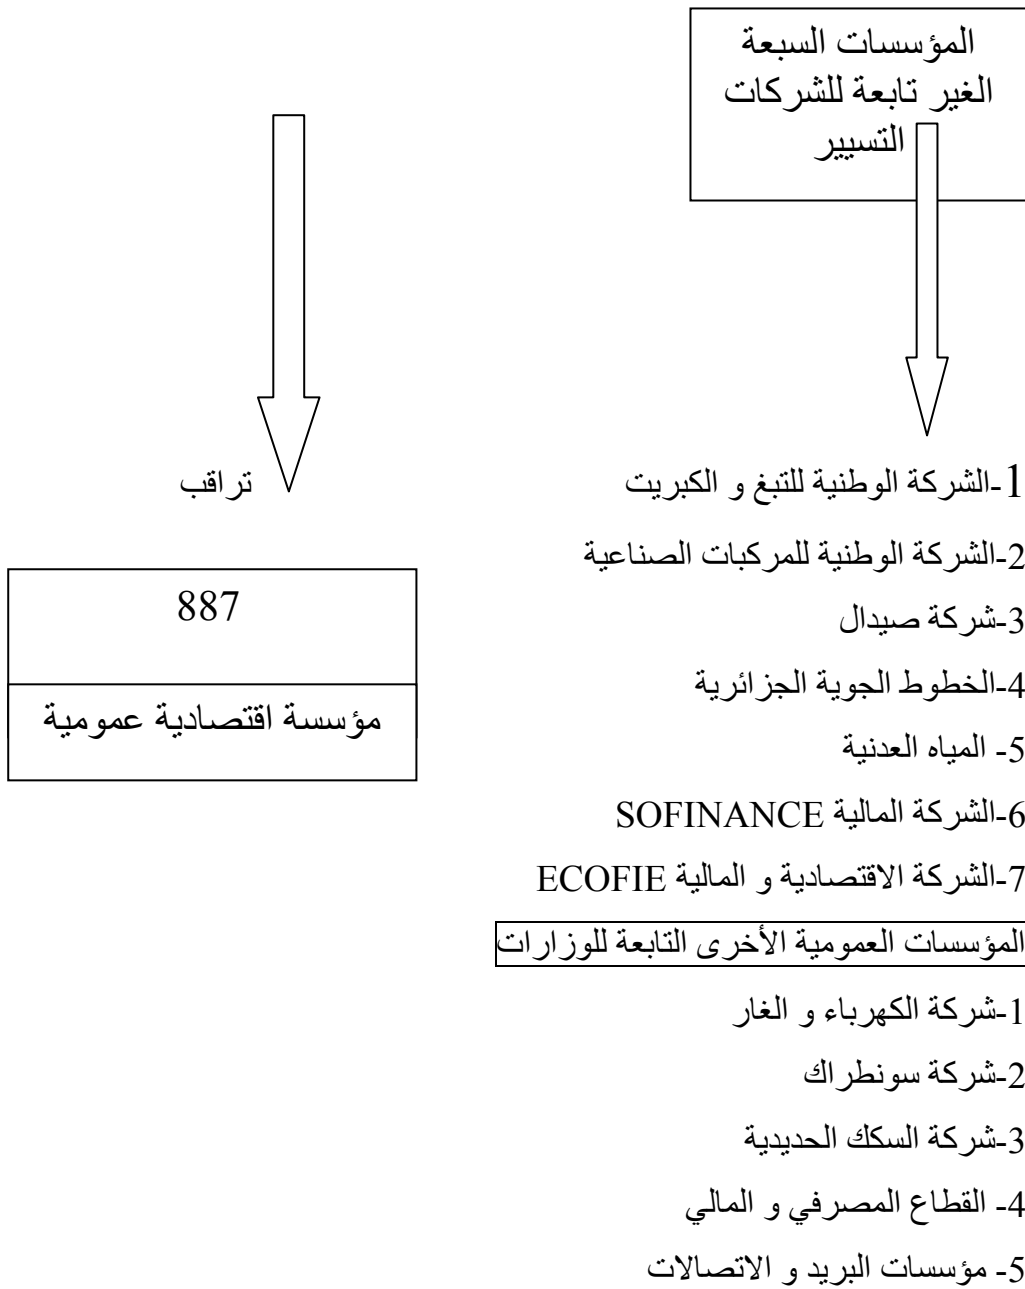 المؤسسات السبعة
الغير تابعة للشركات
التسيير
1-الشركة الوطنية للتبغ و الكبريت
تراقب
2-الشركة الوطنية للمركبات الصناعية
887
3-شركة صيدال
4-الخطوط الجوية الجزائرية
مؤسسة اقتصادية عمومية
5- المياه العدنية
6-الشركة المالية SOFINANCE
7-الشركة الاقتصادية و المالية ECOFIE
المؤسسات العمومية الأخرى التابعة للوزارات
1-شركة الكهرباء و الغار
2-شركة سونطراك
3-شركة السكك الحديدية
4- القطاع المصرفي و المالي
5- مؤسسات البريد و الاتصالات